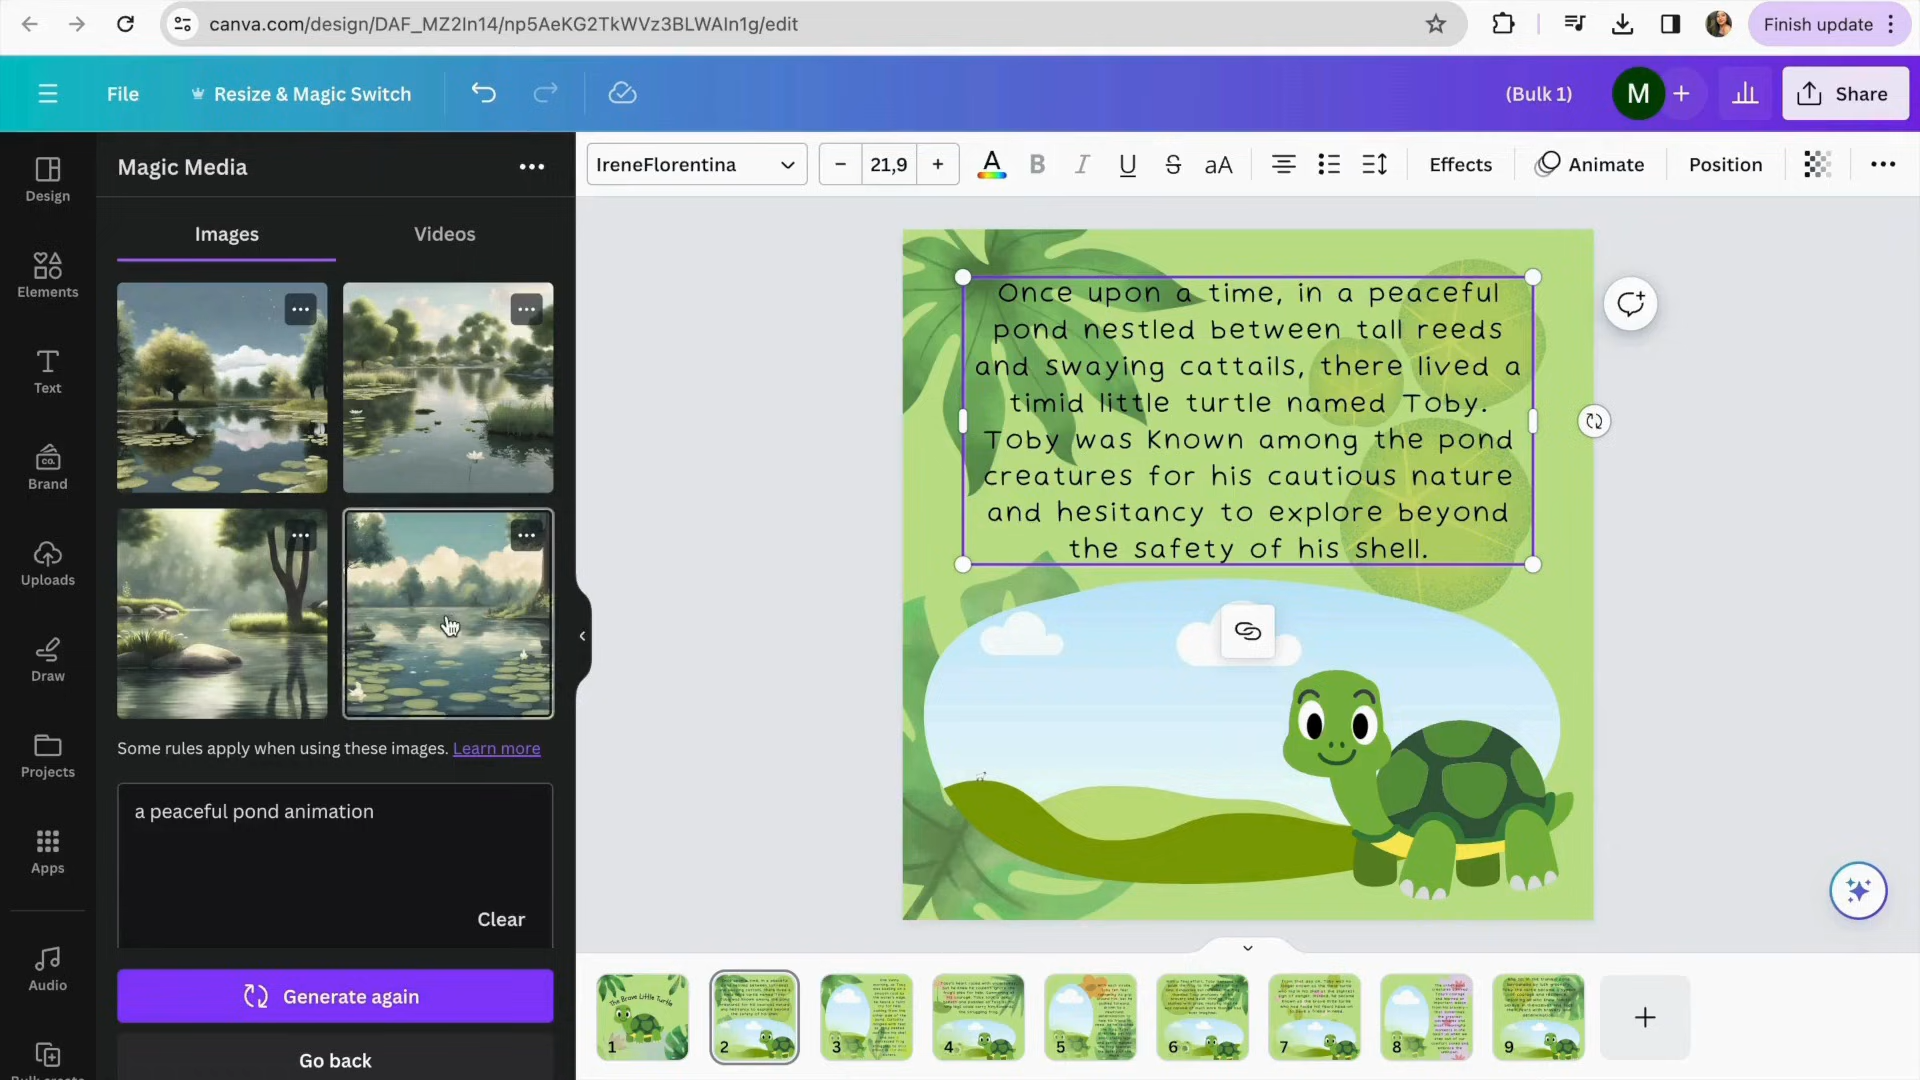 canva.com/design/DAF_MZ2In14/np5AeKG2TkWVz3BLWAIn1g/edit
Finish update
File
Resize & Magic Switch
(Bulk 1)
M
+
Share
Design
Elements
Text
Brand
Uploads
Draw
Projects
Apps
Audio
Magic Media
Images
Videos
Some rules apply when using these images. Learn more
a peaceful pond animation
Clear
Generate again
Go back
IreneFlorentina
– 21,9 +
A B I U S aA
Effects
Animate
Position
Once upon a time, in a peaceful
pond nestled between tall reeds
and swaying cattails, there lived a
timid little turtle named Toby.
Toby was known among the pond
creatures for his cautious nature
and hesitancy to explore beyond
the safety of his shell.
The Brave Little Turtle
1
2
3
4
5
6
7
8
9
+